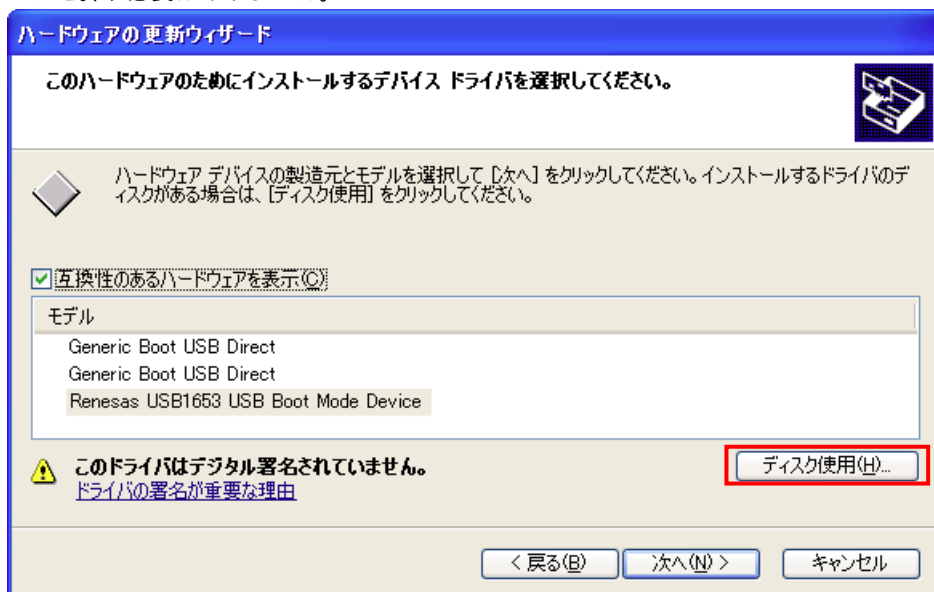 ハードウェアの更新ウィザード
このハードウェアのためにインストールするデバイス ドライバを選択してください。
ハードウェア デバイスの製造元とモデルを選択して [次へ] をクリックしてください。インストールするドライバのデ
ィスクがある場合は、[ディスク使用] をクリックしてください。
互換性のあるハードウェアを表示(C)
モデル
Generic Boot USB Direct
Generic Boot USB Direct
Renesas USB1653 USB Boot Mode Device
このドライバはデジタル署名されていません。
ディスク使用(H)...
ドライバの署名が重要な理由
< 戻る(B)
次へ(N) >
キャンセル